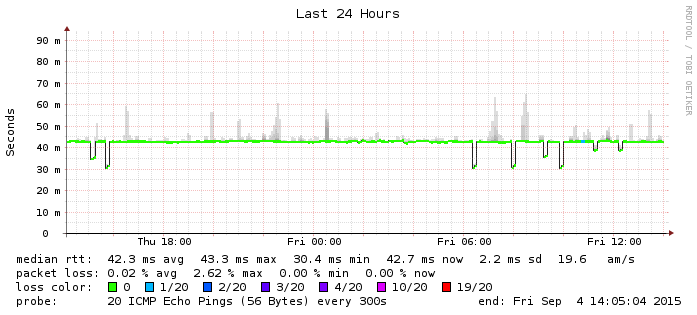 Last 24 Hours
RRDTOOL / TOBI OETIKER
Seconds
90 m
80 m
70 m
60 m
50 m
40 m
30 m
20 m
10 m
0
Thu 18:00 Fri 00:00 Fri 06:00 Fri 12:00
median rtt: 42.3 ms avg 43.3 ms max 30.4 ms min 42.7 ms now 2.2 ms sd 19.6 am/s
packet loss: 0.02 % avg 2.62 % max 0.00 % min 0.00 % now
loss color: 0 1/20 2/20 3/20 4/20 10/20 19/20
probe: 20 ICMP Echo Pings (56 Bytes) every 300s end: Fri Sep 4 14:05:04 2015